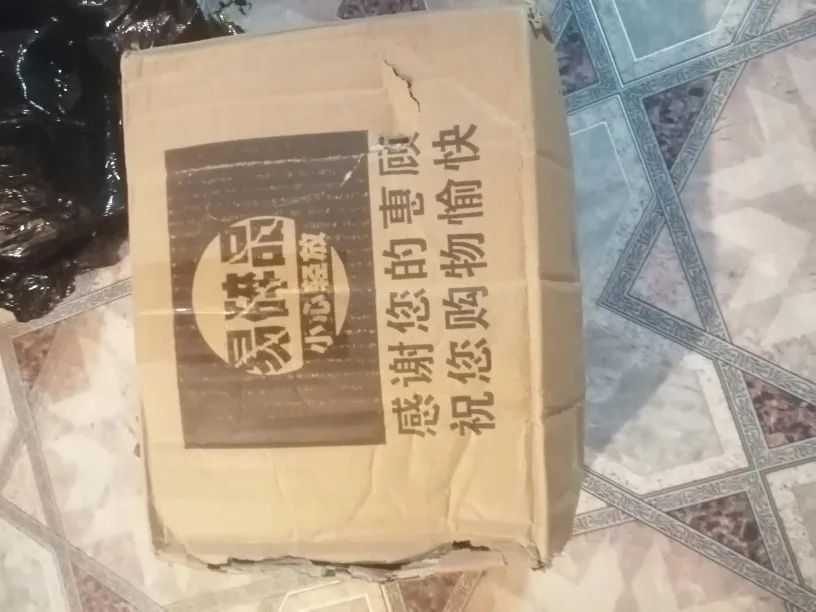 易碎品
小心轻放
感谢您的惠顾
祝您购物愉快